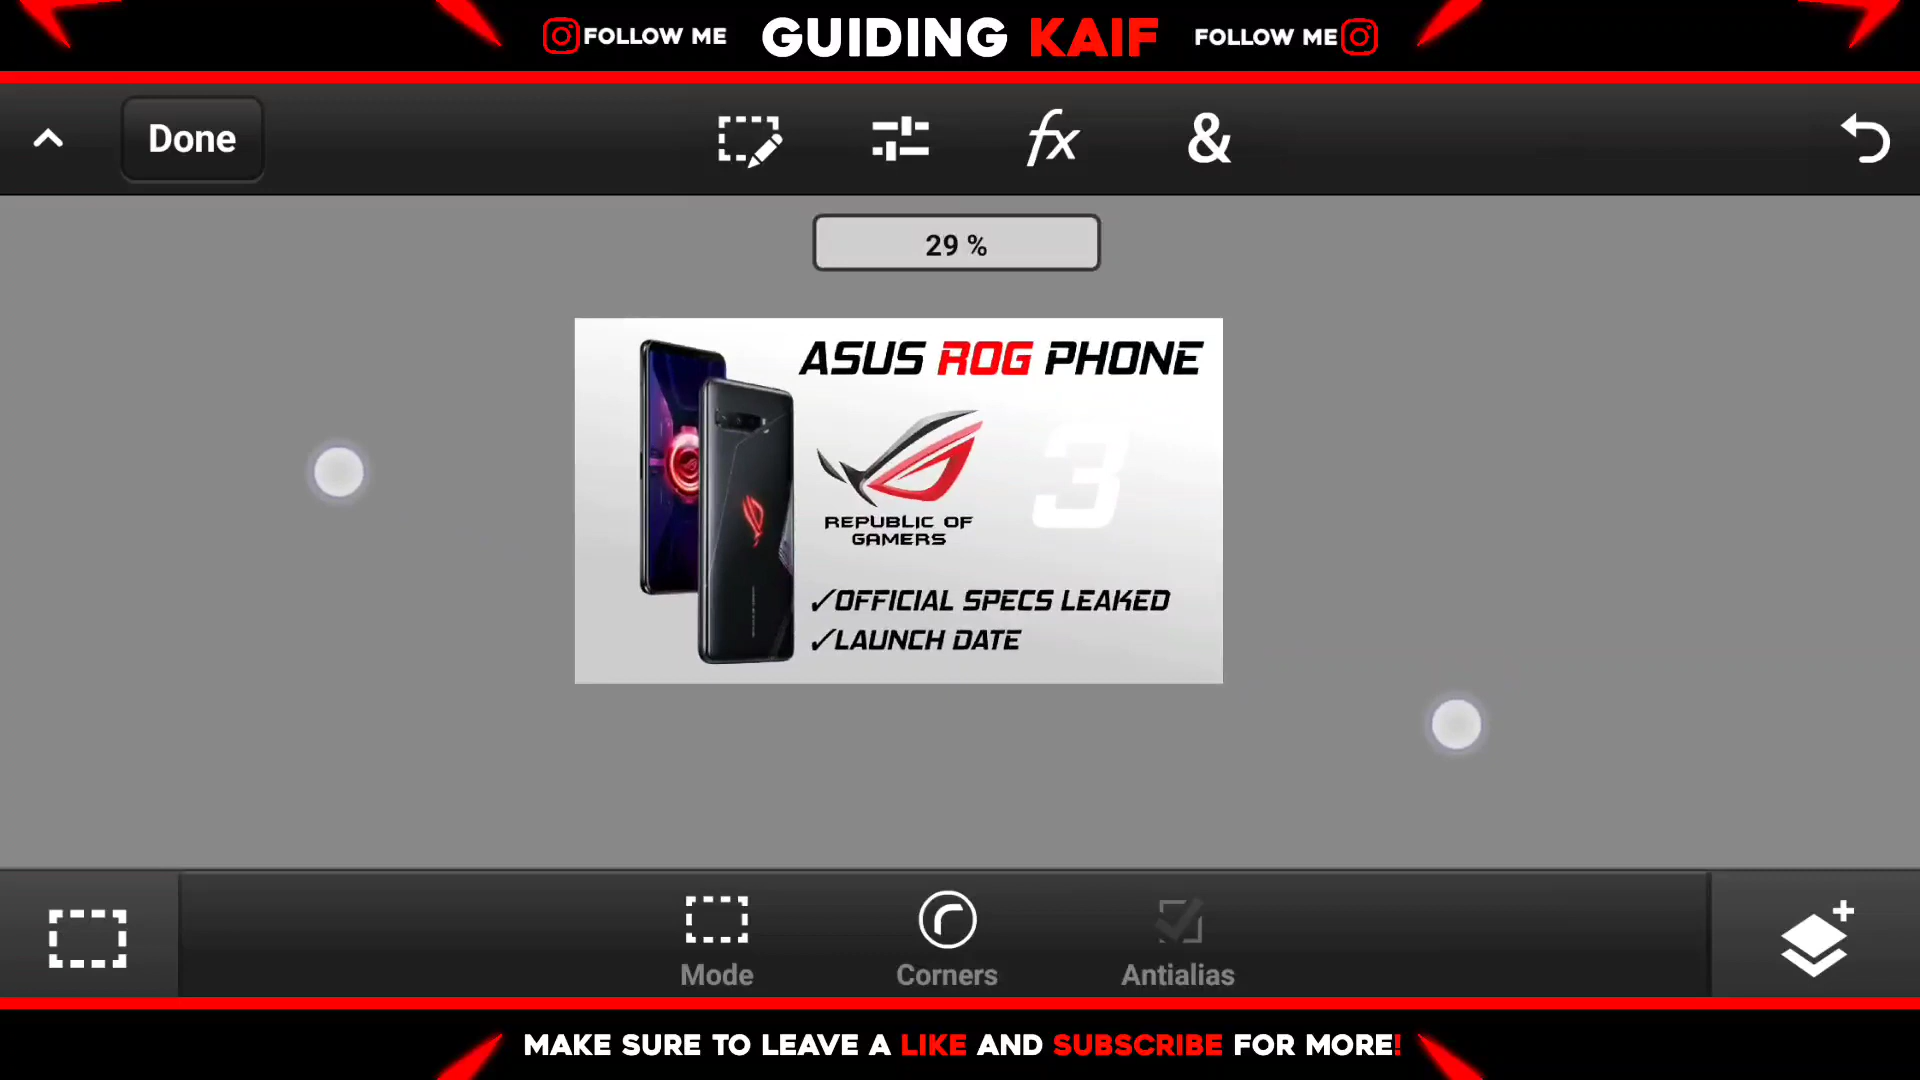 FOLLOW ME GUIDING KAIF FOLLOW ME
Done fx &
29 %
ASUS ROG PHONE
3
REPUBLIC OF
GAMERS
✓OFFICIAL SPECS LEAKED
✓LAUNCH DATE
Mode Corners Antialias
MAKE SURE TO LEAVE A LIKE AND SUBSCRIBE FOR MORE!